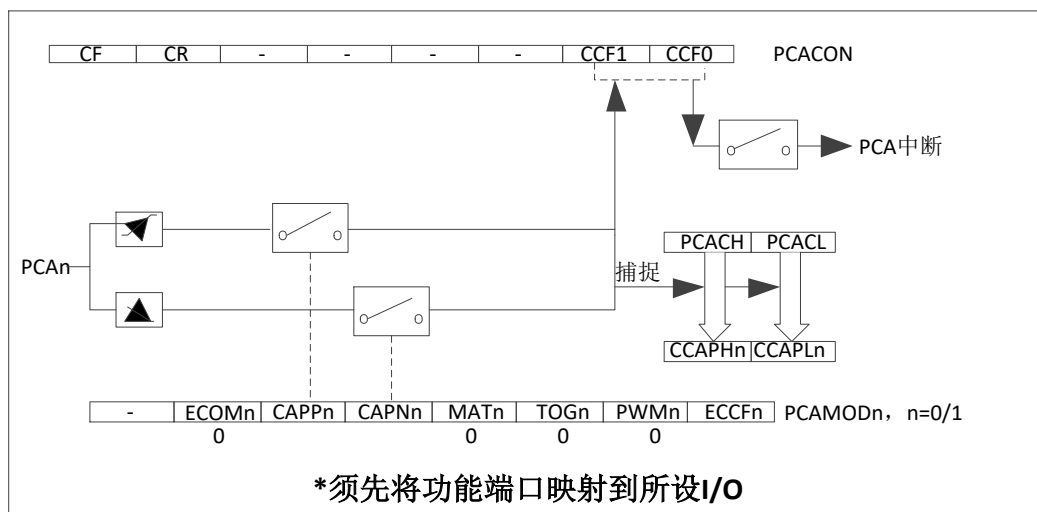 CF CR - - - - CCF1 CCF0 PCACON
PCA中断
PCACH PCACL
PCAn
捕捉
CCAPHn CCAPLn
- ECOMn CAPPn CAPNn MATn TOGn PWMn ECCFn PCAMODn，n=0/1
0 0 0 0
*须先将功能端口映射到所设I/O